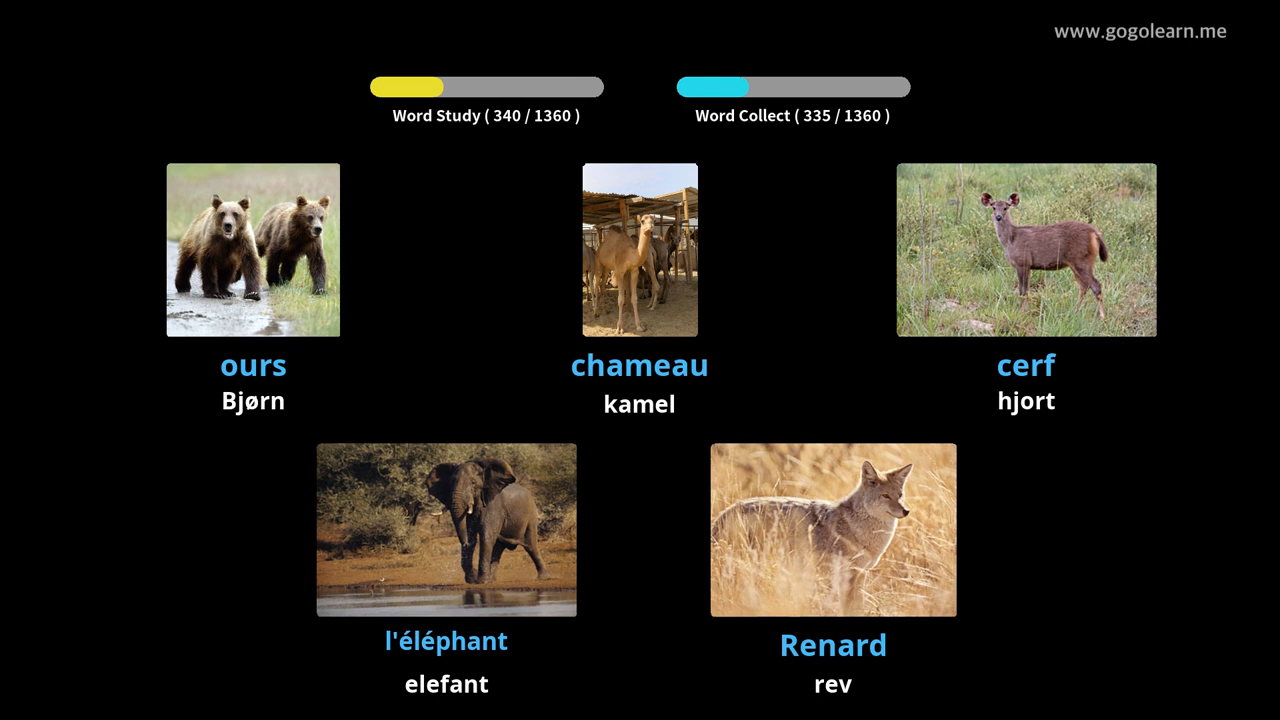 www.gogolearn.me
Word Study ( 340 / 1360 )
Word Collect ( 335 / 1360 )
ours
Bjørn
chameau
kamel
cerf
hjort
l'éléphant
elefant
Renard
rev